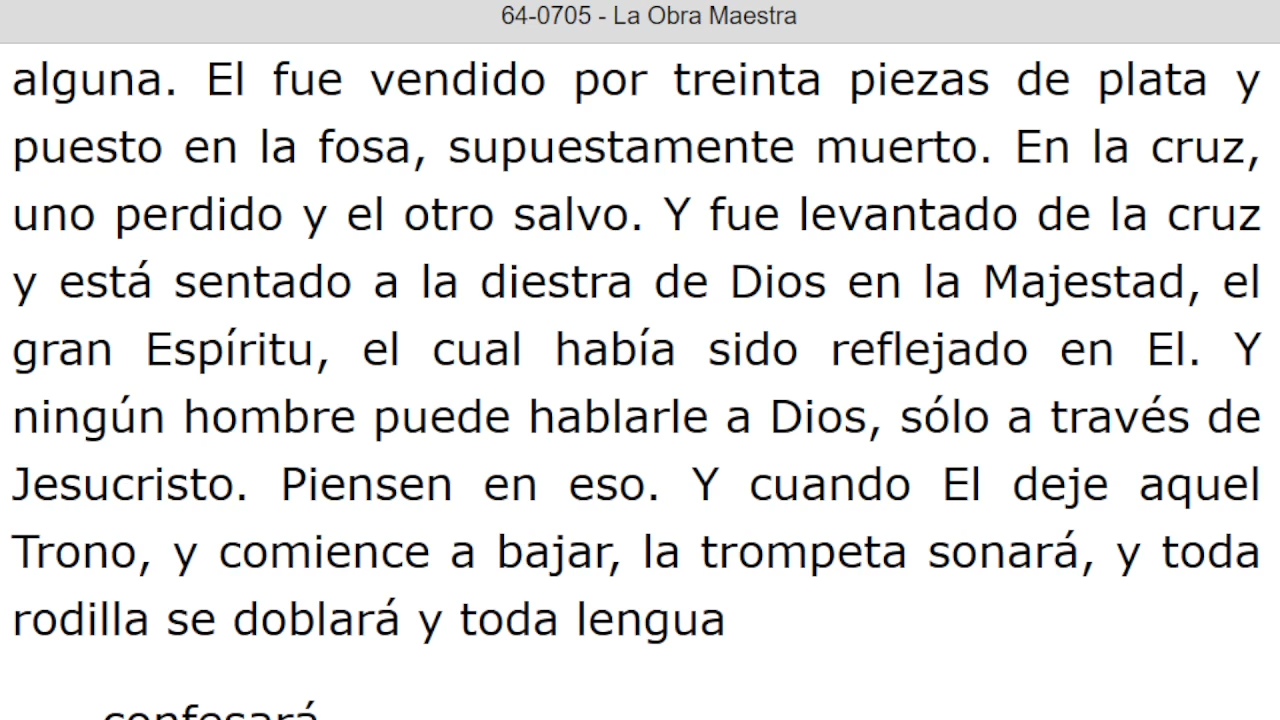 64-0705 - La Obra Maestra
alguna. El fue vendido por treinta piezas de plata y
puesto en la fosa, supuestamente muerto. En la cruz,
uno perdido y el otro salvo. Y fue levantado de la cruz
y está sentado a la diestra de Dios en la Majestad, el
gran Espíritu, el cual había sido reflejado en El. Y
ningún hombre puede hablarle a Dios, sólo a través de
Jesucristo. Piensen en eso. Y cuando El deje aquel
Trono, y comience a bajar, la trompeta sonará, y toda
rodilla se doblará y toda lengua
confesará